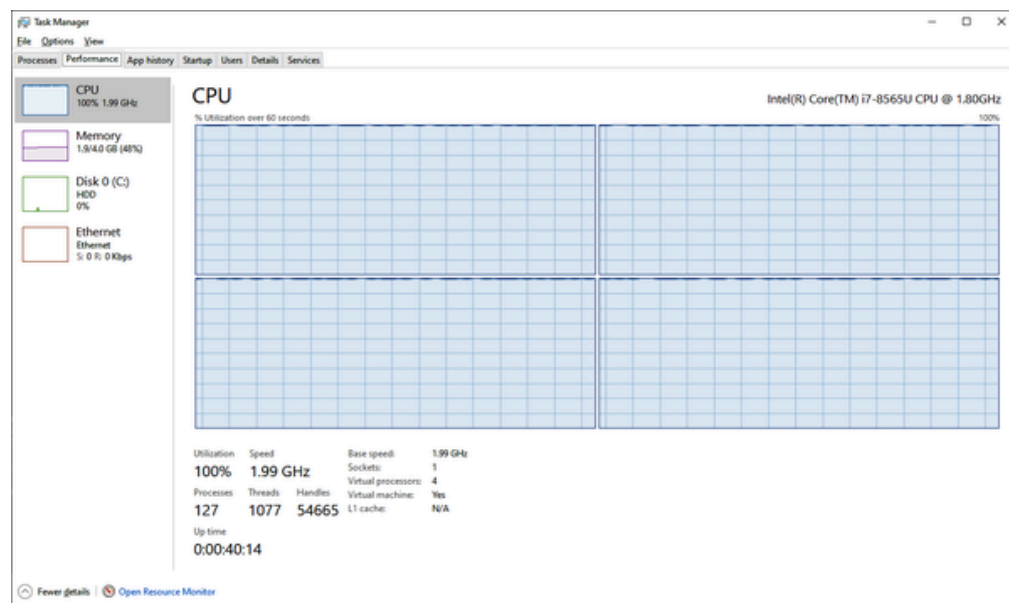 Task Manager
File Options View
Processes Performance App history Startup Users Details Services
CPU
100% 1.99 GHz
Memory
1.9/4.0 GB (48%)
Disk 0 (C:)
HDD
0%
Ethernet
Ethernet
S: 0 R: 0 Kbps
CPU
Intel(R) Core(TM) i7-8565U CPU @ 1.80GHz
% Utilization over 60 seconds 100%
Utilization Speed
100% 1.99 GHz
Processes Threads Handles
127 1077 54665
Up time
0:00:40:14
Base speed: 1.99 GHz
Sockets: 1
Virtual processors: 4
Virtual machine: Yes
L1 cache: N/A
Fewer details Open Resource Monitor